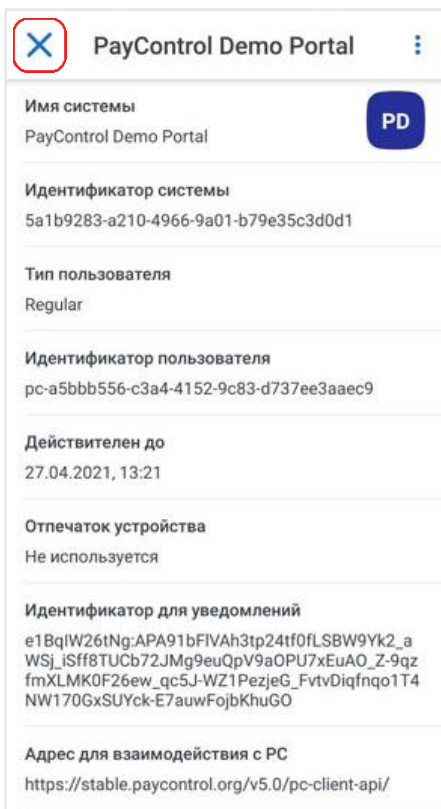 PayControl Demo Portal
Имя системы
PayControl Demo Portal
PD
Идентификатор системы
5a1b9283-a210-4966-9a01-b79e35c3d0d1
Тип пользователя
Regular
Идентификатор пользователя
pc-a5bbb556-c3a4-4152-9c83-d737ee3aaec9
Действителен до
27.04.2021, 13:21
Отпечаток устройства
Не используется
Идентификатор для уведомлений
e1BqIW26tNg:APA91bFlVAh3tp24tf0fLSBW9Yk2_a
WSj_iSff8TUCb72JMg9euQpV9aOPU7xEuAO_Z-9qz
fmXLMK0F26ew_qc5J-WZ1PezjeG_FvtvDiqfnqo1T4
NW170GxSUYck-E7auwFojbKhuGO
Адрес для взаимодействия с PC
https://stable.paycontrol.org/v5.0/pc-client-api/